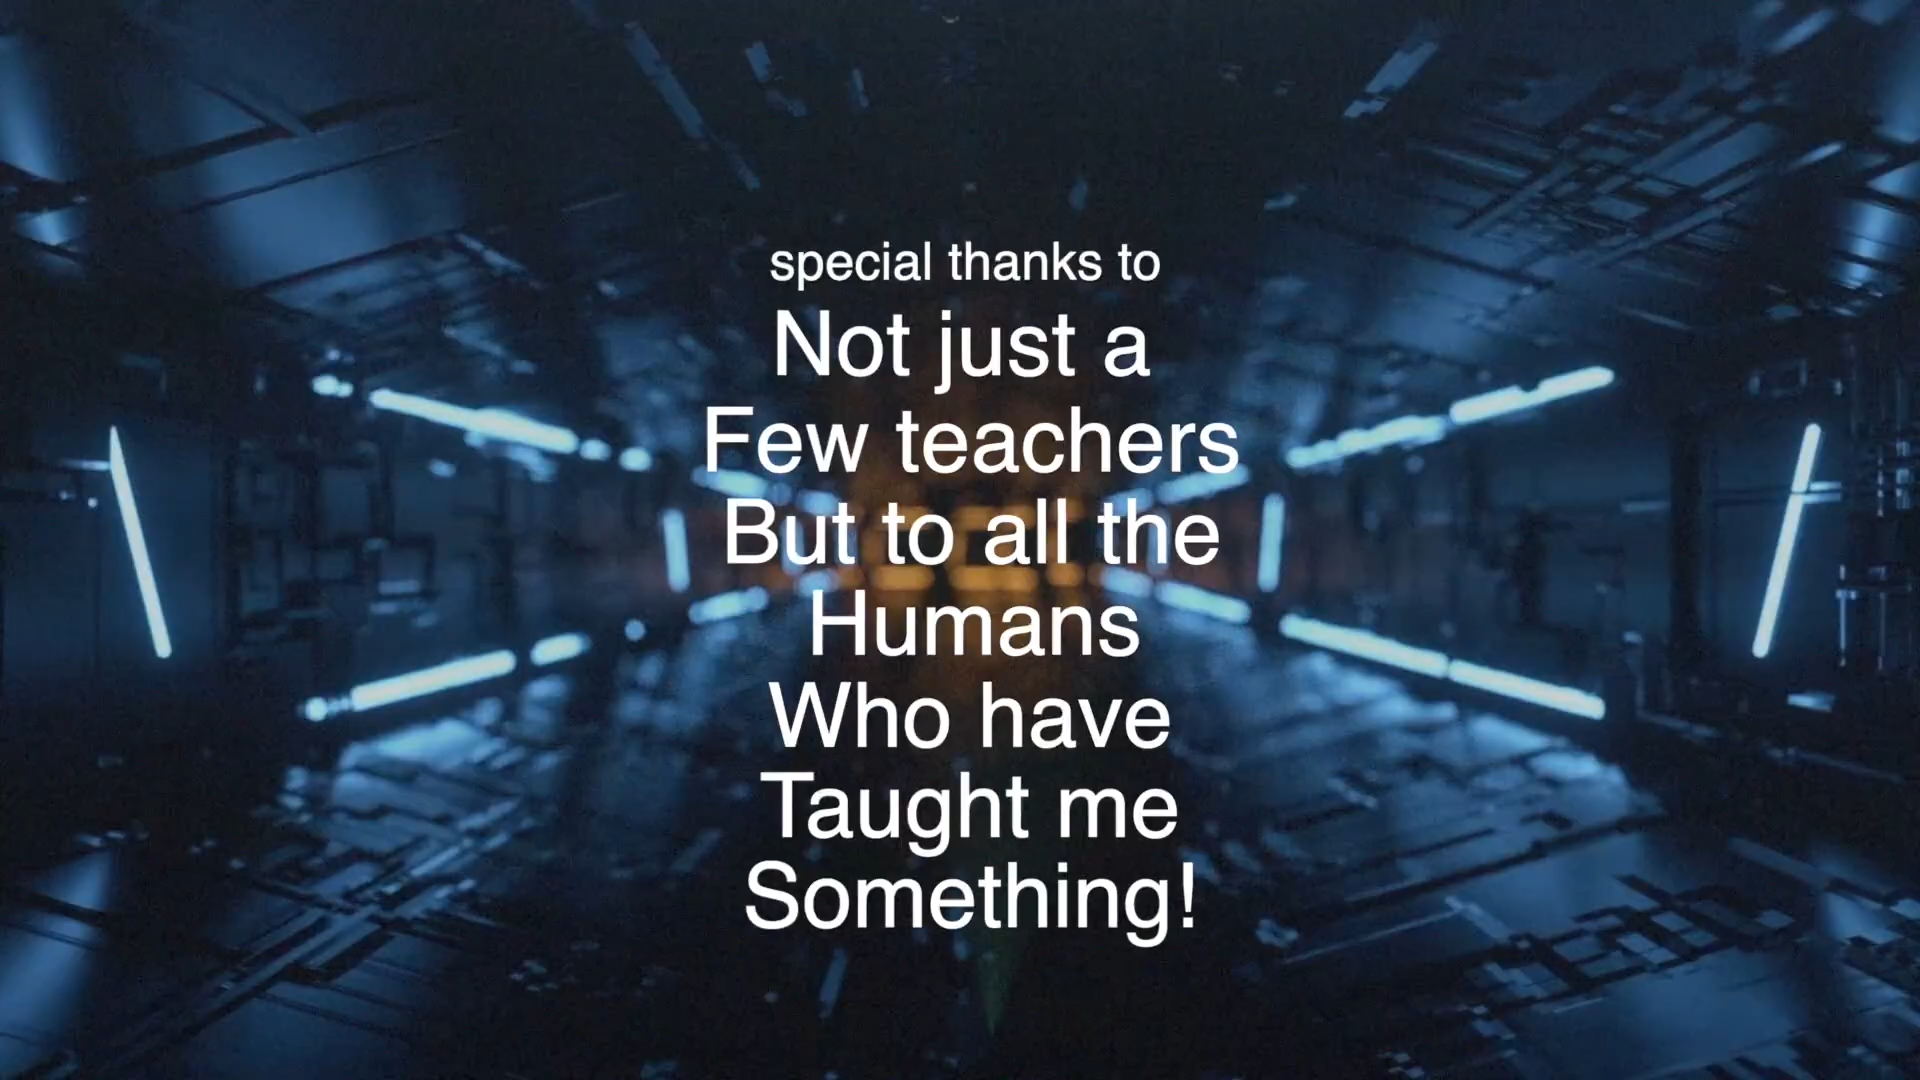 special thanks to
Not just a
Few teachers
But to all the
Humans
Who have
Taught me
Something!